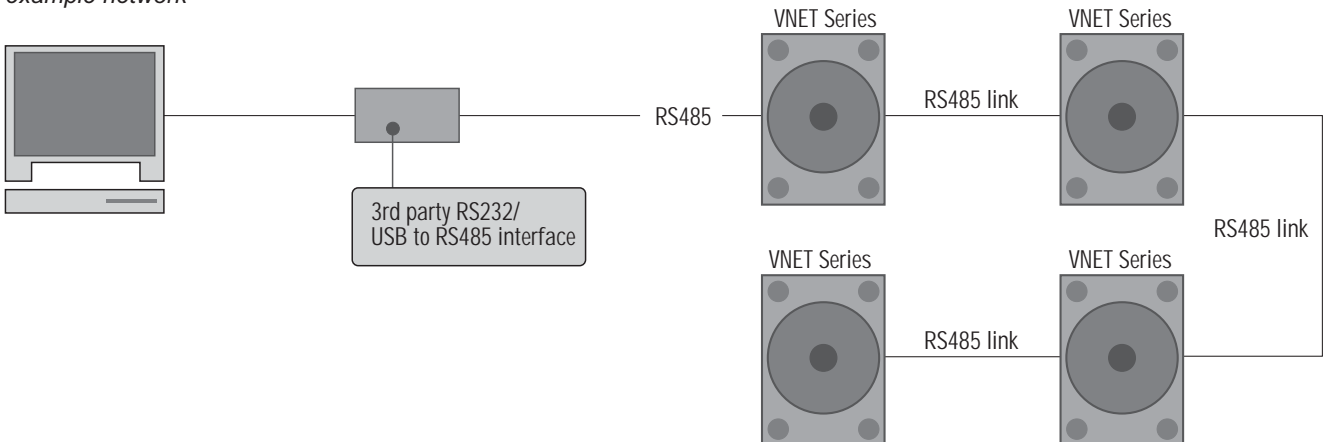 example network
VNET Series
VNET Series
RS485
RS485 link
3rd party RS232/
USB to RS485 interface
RS485 link
VNET Series
VNET Series
RS485 link